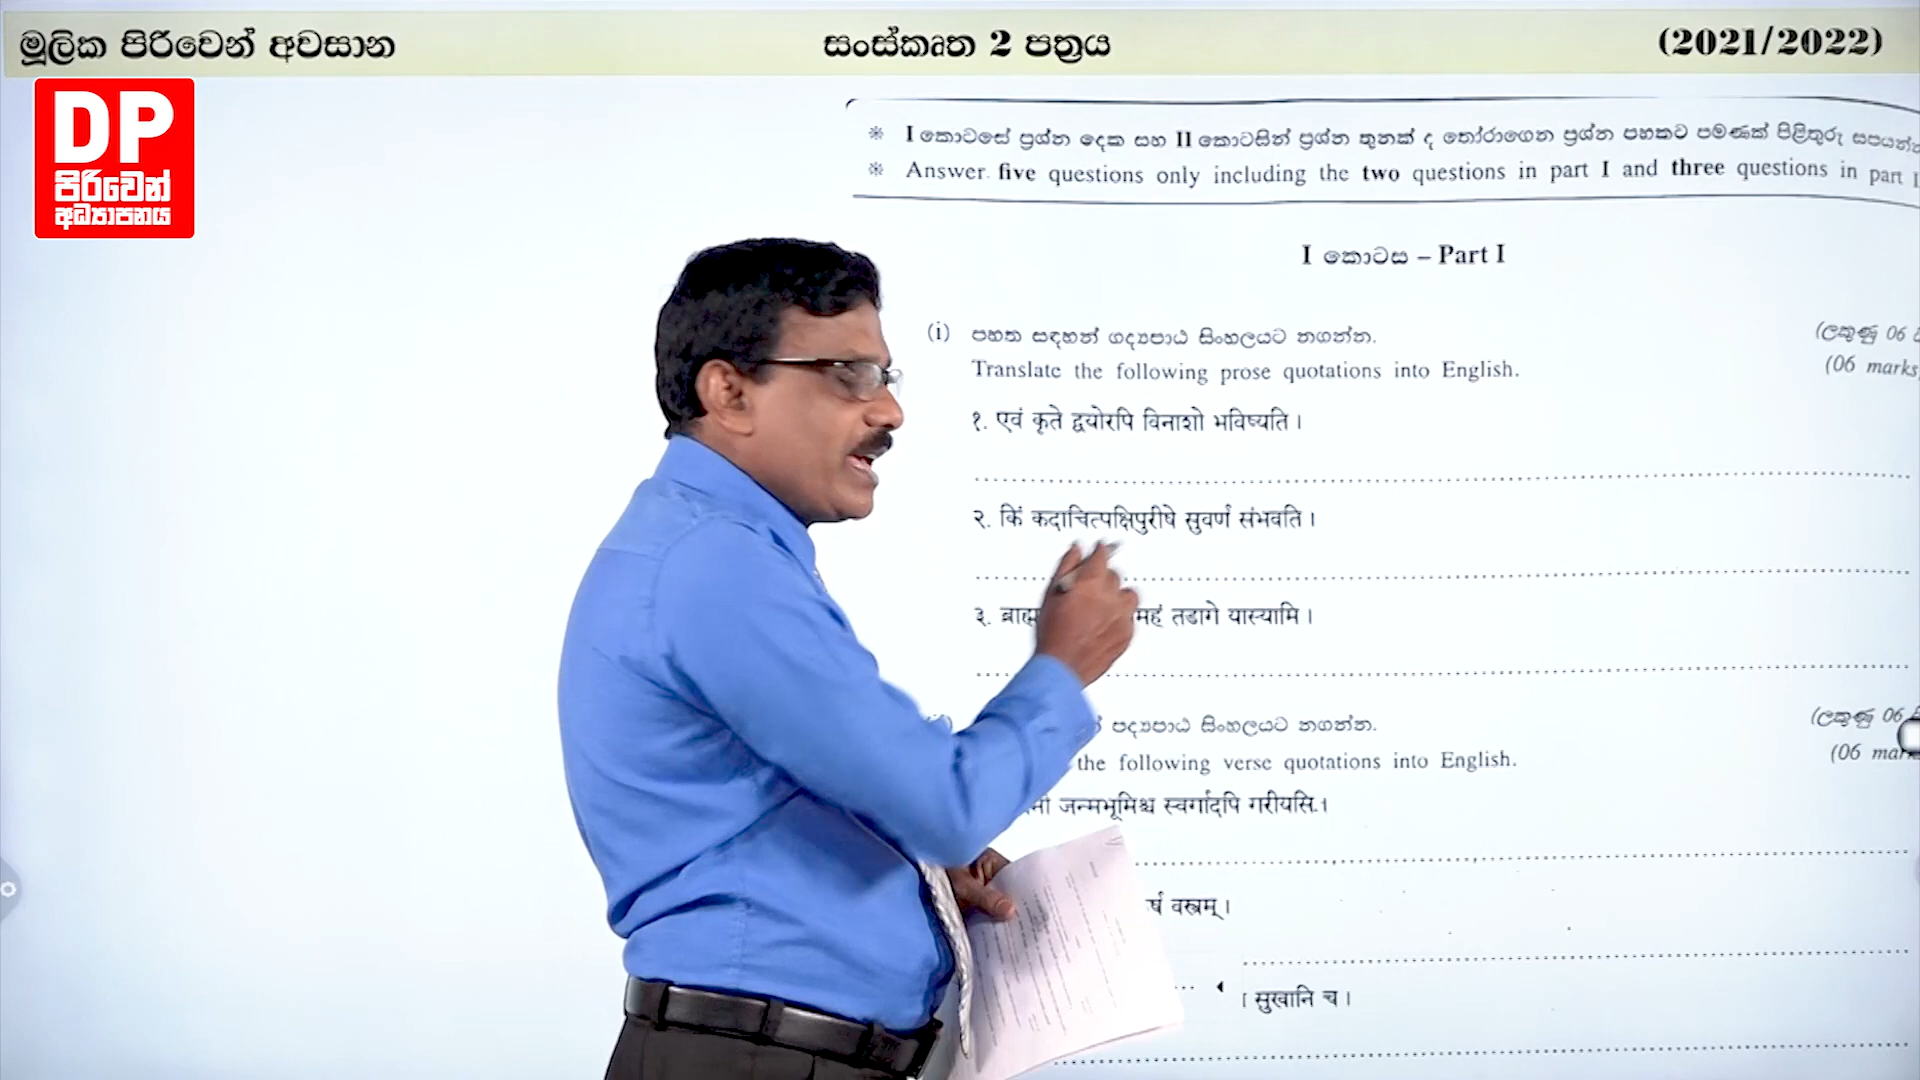 මූලික පිරිවෙන් අවසාන
සංස්කෘත 2 පත්‍රය
(2021/2022)
DP
පිරිවෙන්
අධ්‍යාපනය
※ I කොටසේ ප්‍රශ්න දෙක සහ II කොටසින් ප්‍රශ්න තුනක් ද තෝරාගෙන ප්‍රශ්න පහකට පමණක් පිළිතුරු
※ Answer five questions only including the two questions in part I and three questions in part
I කොටස – Part I
(i) පහත සඳහන් ගද්‍යපාඨ සිංහලයට නගන්න.
(ලකුණු 06
Translate the following prose quotations into English.
(06 marks)
१. एवं कृते द्वयोरपि विनाशो भविष्यति ।
२. किं कदाचित्पक्षिपुरीषे सुवर्णं संभवति ।
३. तडागे यास्यामि ।
පද්‍යපාඨ සිංහලයට නගන්න.
(ලකුණු 06
the following verse quotations into English.
(06
जन्मभूमिश्च स्वर्गादपि गरीयसि ।
वस्त्रम् ।
सुखानि च ।